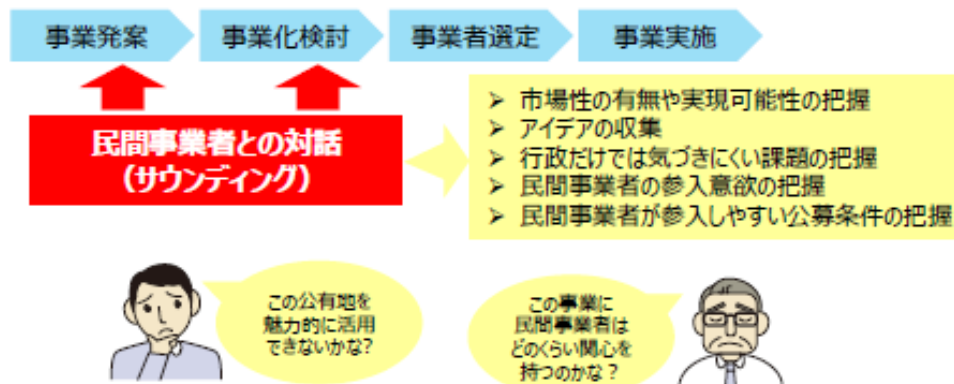 事業発案 事業化検討 事業者選定 事業実施
民間事業者との対話
(サウンディング)
➢ 市場性の有無や実現可能性の把握
➢ アイデアの収集
➢ 行政だけでは気づきにくい課題の把握
➢ 民間事業者の参入意欲の把握
➢ 民間事業者が参入しやすい公募条件の把握
この公有地を
魅力的に活用
できないかな?
この事業に
民間事業者は
どのくらい関心を
持つのかな?